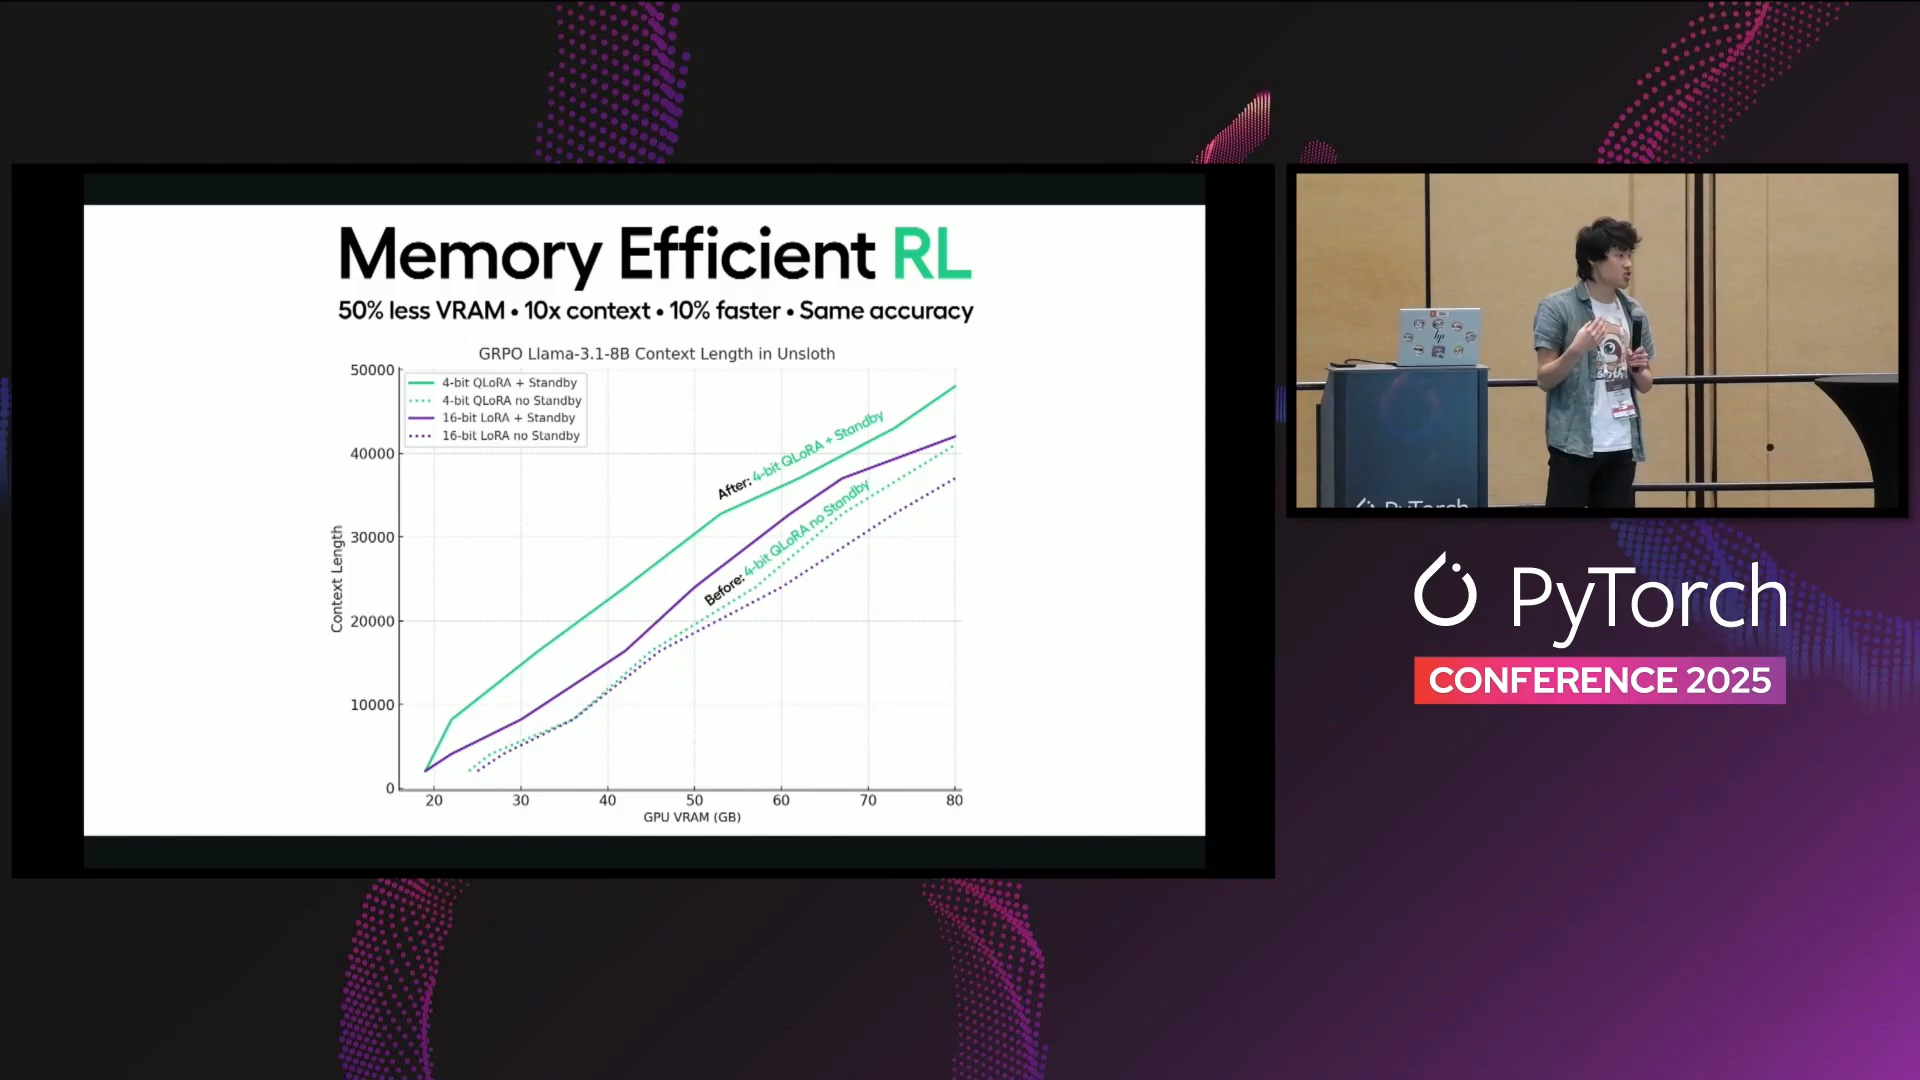 Memory Efficient RL
50% less VRAM • 10x context • 10% faster • Same accuracy
GRPO Llama-3.1-8B Context Length in Unsloth
4-bit QLoRA + Standby
4-bit QLoRA no Standby
16-bit LoRA + Standby
16-bit LoRA no Standby
50000
40000
30000
20000
10000
0
Context Length
After: 4-bit QLoRA + Standby
Before: 4-bit QLoRA no Standby
20 30 40 50 60 70 80
GPU VRAM (GB)
hp
PyTorch
PyTorch
CONFERENCE 2025